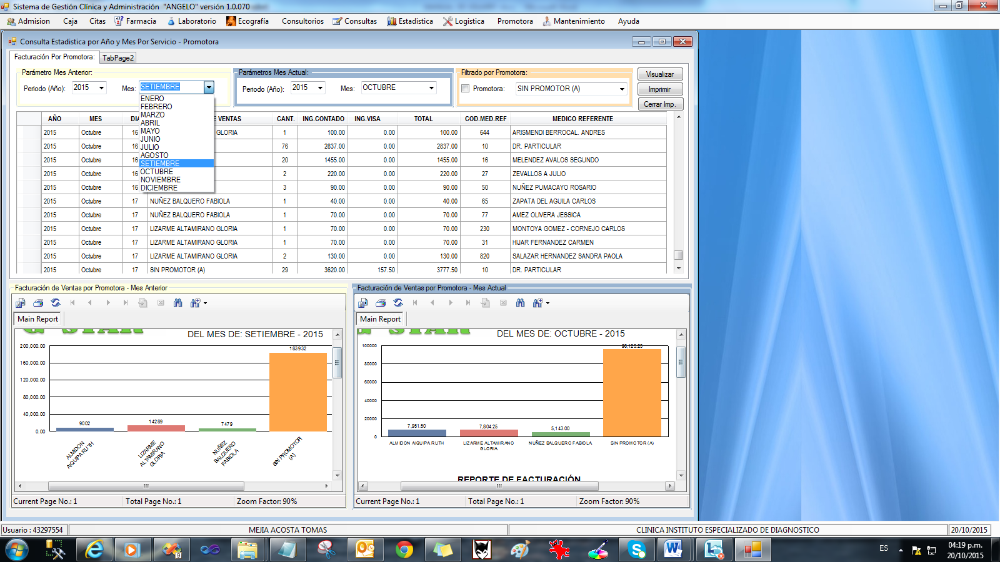 Sistema de Gestión Clínica y Administración "ANGELO" versión 1.0.070
Admision Caja Citas Farmacia Laboratorio Ecografía Consultorios Consultas Estadistica Logistica Promotora Mantenimiento Ayuda
Consulta Estadistica por Año y Mes Por Servicio - Promotora
Facturación Por Promotora: TabPage2
Parámetro Mes Anterior: Parámetros Mes Actual: Filtrado por Promotora: Visualizar
Periodo (Año): 2015 Mes: SETIEMBRE Periodo (Año): 2015 Mes: OCTUBRE Promotora: SIN PROMOTOR (A) Imprimir
Cerrar Imp.
ENERO
FEBRERO
MARZO
ABRIL
MAYO
JUNIO
JULIO
AGOSTO
SETIEMBRE
OCTUBRE
NOVIEMBRE
DICIEMBRE
AÑO MES DIA VENTAS CANT. ING.CONTADO ING.VISA TOTAL COD.MED.REF MEDICO REFERENTE
2015 Octubre 16 GLORIA 1 100.00 0.00 100.00 644 ARISMENDI BERROCAL. ANDRES
2015 Octubre 16 76 2837.00 0.00 2837.00 10 DR. PARTICULAR
2015 Octubre 16 20 1455.00 0.00 1455.00 16 MELENDEZ AVALOS SEGUNDO
2015 Octubre 16 2 220.00 0.00 220.00 27 ZEVALLOS A JULIO
2015 Octubre 16 3 90.00 0.00 90.00 50 NUÑEZ PUMACAYO ROSARIO
2015 Octubre 17 NUÑEZ BALQUERO FABIOLA 1 40.00 0.00 40.00 65 ZAPATA DEL AGUILA CARLOS
2015 Octubre 17 NUÑEZ BALQUERO FABIOLA 1 70.00 0.00 70.00 77 AMEZ OLIVERA JESSICA
2015 Octubre 17 LIZARME ALTAMIRANO GLORIA 1 70.00 0.00 70.00 230 MONTOYA GOMEZ - CORNEJO CARLOS
2015 Octubre 17 LIZARME ALTAMIRANO GLORIA 1 70.00 0.00 70.00 31 HIJAR FERNANDEZ CARMEN
2015 Octubre 17 LIZARME ALTAMIRANO GLORIA 2 130.00 0.00 130.00 820 SALAZAR HERNANDEZ SANDRA PAOLA
2015 Octubre 17 SIN PROMOTOR (A) 29 3620.00 157.50 3777.50 10 DR. PARTICULAR
Facturación de Ventas por Promotora - Mes Anterior
Main Report
DEL MES DE: SETIEMBRE - 2015
200,000.00
160,000.00
120,000.00
80,000.00
40,000.00
0.00
9002 14289 7479 183932
ALMIDON AIQUIPA RUTH
LIZARME ALTAMIRANO GLORIA
NUÑEZ BALQUERO FABIOLA
SIN PROMOTOR (A)
Current Page No.: 1 Total Page No.: 1 Zoom Factor: 90%
Facturación de Ventas por Promotora - Mes Actual
Main Report
DEL MES DE: OCTUBRE - 2015
100000
80000
60000
40000
20000
0
7,951.50 7,804.25 5,143.00 96,125.25
ALMIDON AIQUIPA RUTH
LIZARME ALTAMIRANO GLORIA
NUÑEZ BALQUERO FABIOLA
SIN PROMOTOR (A)
REPORTE DE FACTURACIÓN
Current Page No.: 1 Total Page No.: 1 Zoom Factor: 90%
Usuario : 43297554 MEJIA ACOSTA TOMAS CLINICA INSTITUTO ESPECIALIZADO DE DIAGNOSTICO 20/10/2015
9
ES 04:19 p.m.
20/10/2015